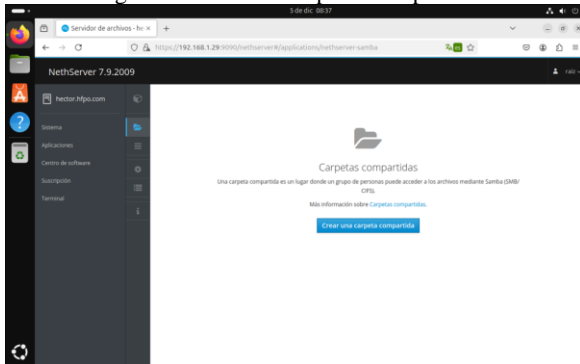 5 de dic 08:37
Servidor de archivos - he
https://192.168.1.29:9090/nethserver#/applications/nethserver-samba
NethServer 7.9.2009
raíz
hector.hfpo.com
Sistema
Aplicaciones
Centro de software
Suscripción
Terminal
Carpetas compartidas
Una carpeta compartida es un lugar donde un grupo de personas puede acceder a los archivos mediante Samba (SMB/
CIFS).
Más información sobre Carpetas compartidas.
Crear una carpeta compartida